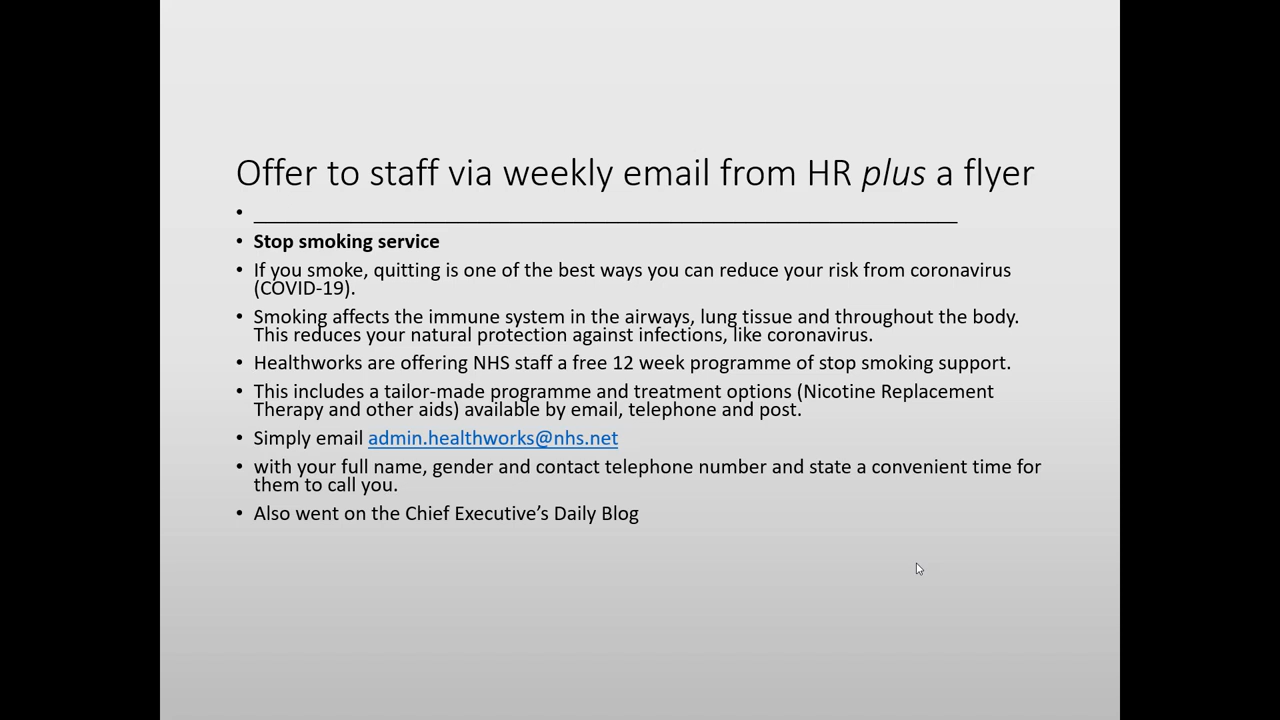 Offer to staff via weekly email from HR plus a flyer
• ________________________________________________________________
• Stop smoking service
• If you smoke, quitting is one of the best ways you can reduce your risk from coronavirus
(COVID-19).
• Smoking affects the immune system in the airways, lung tissue and throughout the body.
This reduces your natural protection against infections, like coronavirus.
• Healthworks are offering NHS staff a free 12 week programme of stop smoking support.
• This includes a tailor-made programme and treatment options (Nicotine Replacement
Therapy and other aids) available by email, telephone and post.
• Simply email admin.healthworks@nhs.net
• with your full name, gender and contact telephone number and state a convenient time for
them to call you.
• Also went on the Chief Executive’s Daily Blog